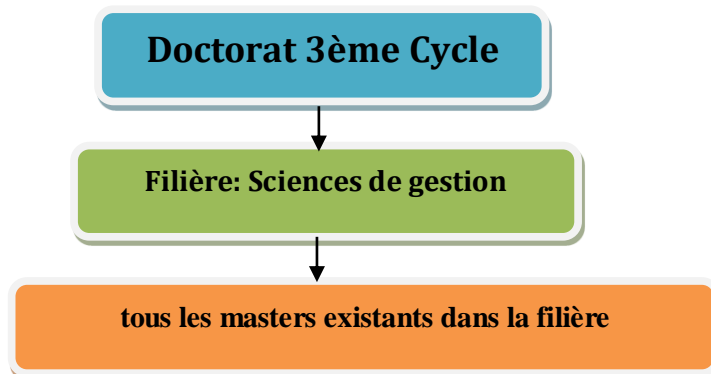 Doctorat 3ème Cycle
Filière: Sciences de gestion
tous les masters existants dans la filière